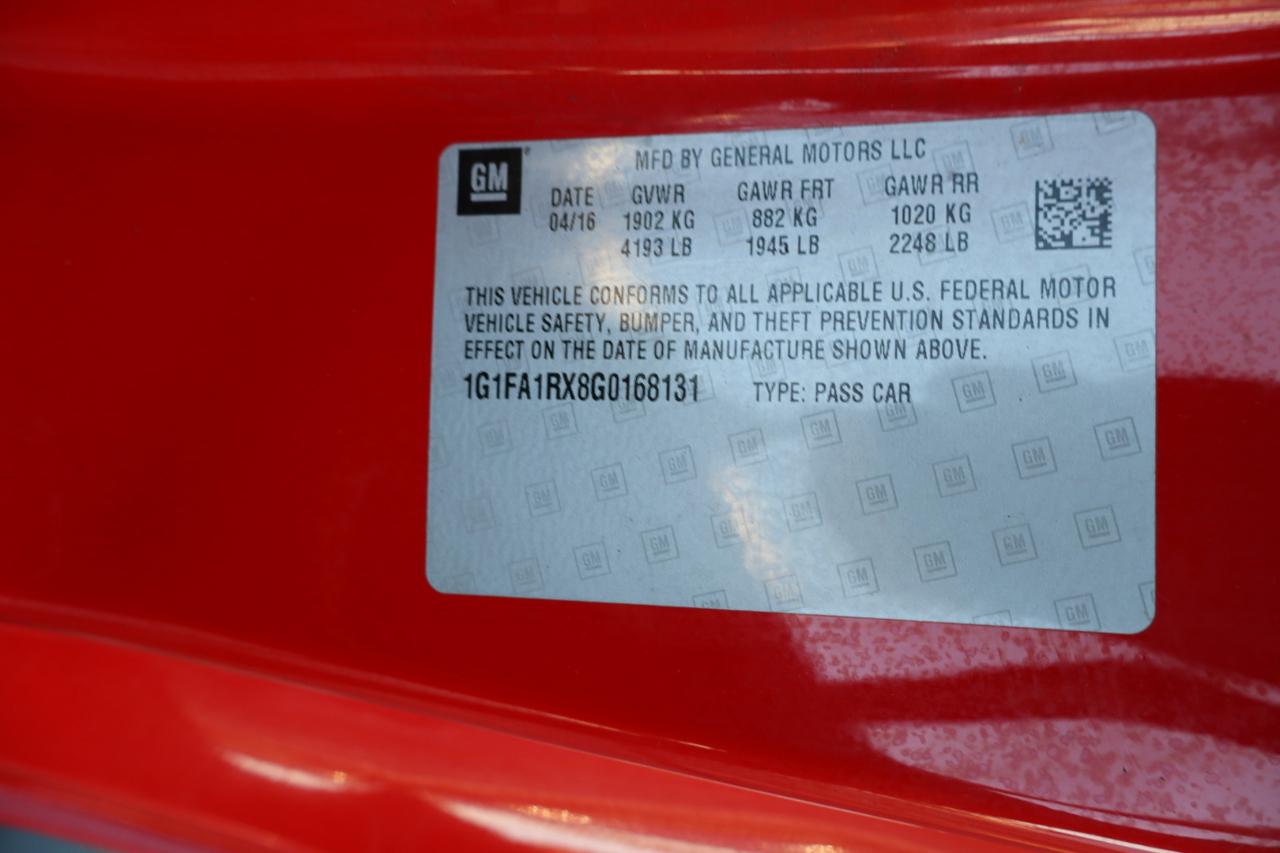 GM
MFD BY GENERAL MOTORS LLC
DATE GVWR GAWR FRT GAWR RR
04/16 1902 KG 882 KG 1020 KG
4193 LB 1945 LB 2248 LB
THIS VEHICLE CONFORMS TO ALL APPLICABLE U.S. FEDERAL MOTOR
VEHICLE SAFETY, BUMPER, AND THEFT PREVENTION STANDARDS IN
EFFECT ON THE DATE OF MANUFACTURE SHOWN ABOVE.
1G1FA1RX8G0168131 TYPE: PASS CAR